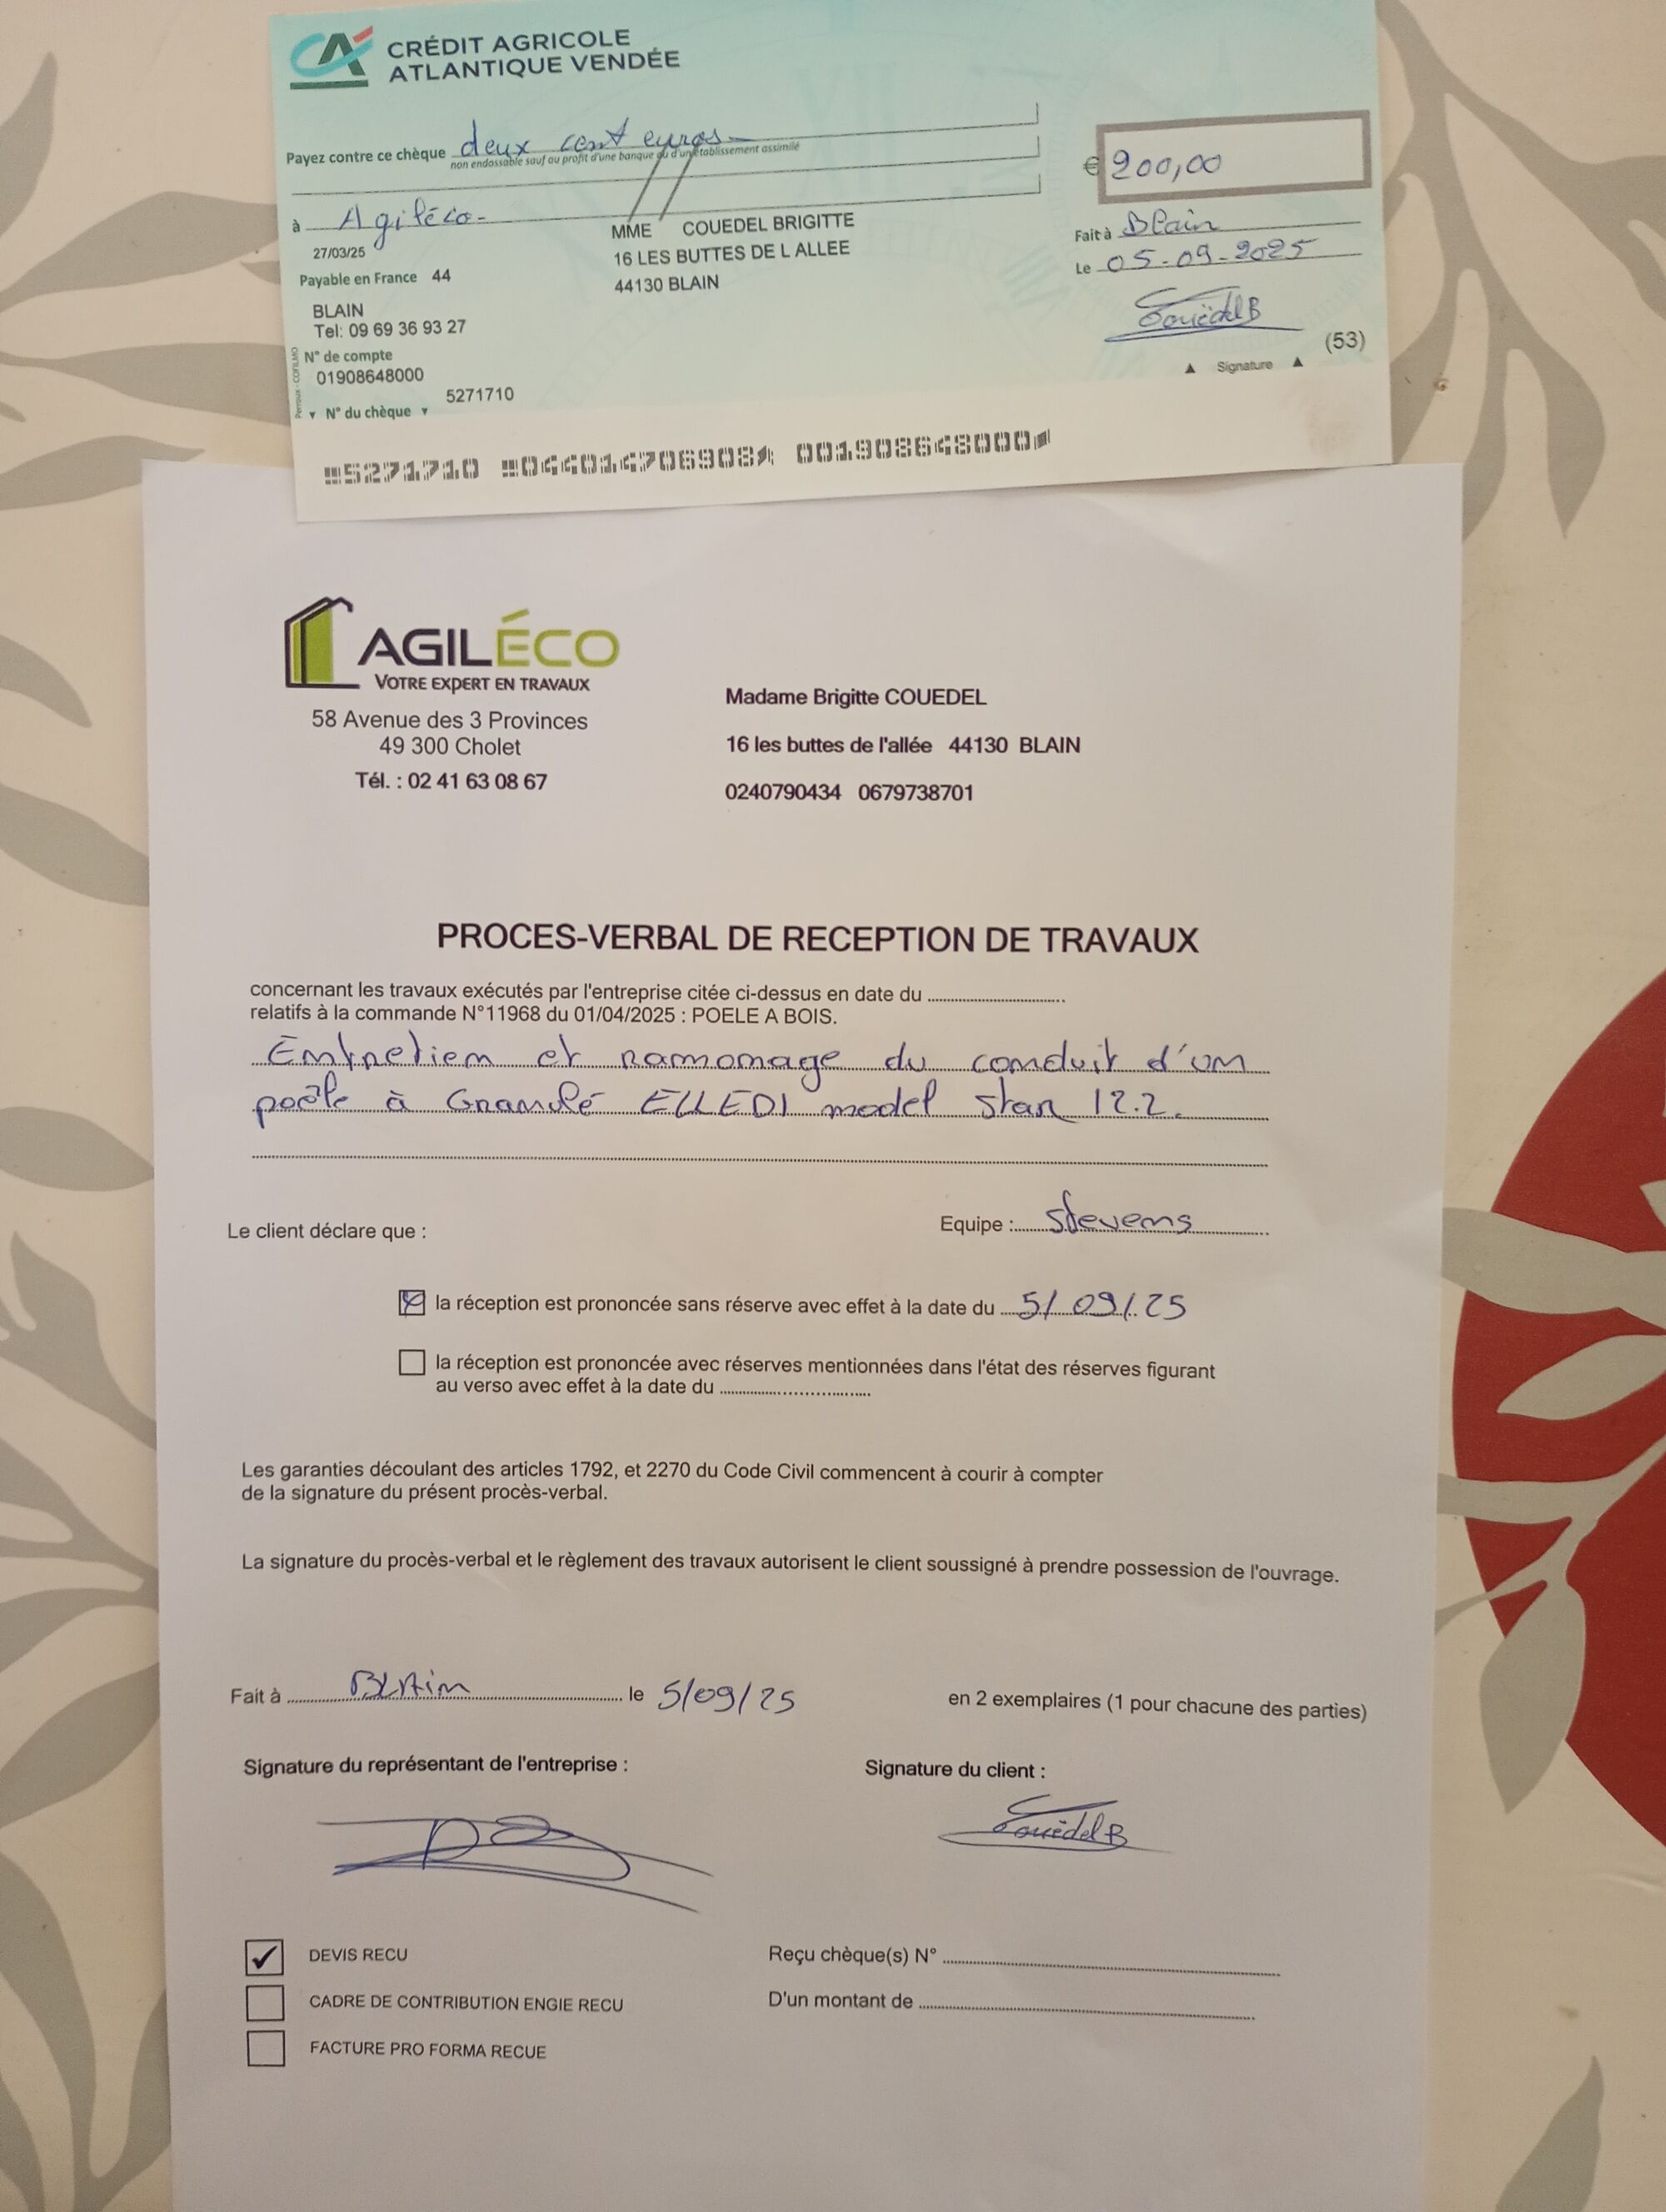 CRÉDIT AGRICOLE
ATLANTIQUE VENDÉE
Payez contre ce chèque deux cent euros
non endossable sauf au profit d'une banque ou d'un établissement assimilé
€ 200,00
à Agiléco
27/03/25
Payable en France 44
BLAIN
Tel: 09 69 36 93 27
N° de compte
01908648000
5271710
▼ N° du chèque ▼
MME COUEDEL BRIGITTE
16 LES BUTTES DE L ALLEE
44130 BLAIN
Fait à Blain
Le 05-09-2025
Couëdel B
(53)
▲ Signature ▲
5271710 044014706908 001908648000
AGILÉCO
VOTRE EXPERT EN TRAVAUX
58 Avenue des 3 Provinces
49 300 Cholet
Tél. : 02 41 63 08 67
Madame Brigitte COUEDEL
16 les buttes de l'allée 44130 BLAIN
0240790434 0679738701
PROCES-VERBAL DE RECEPTION DE TRAVAUX
concernant les travaux exécutés par l'entreprise citée ci-dessus en date du
relatifs à la commande N°11968 du 01/04/2025 : POELE A BOIS.
Entretien et ramonage du conduit d'un
poêle à Granulé ELLEDI model Star 12.2.
Le client déclare que :
Equipe : Stevens
la réception est prononcée sans réserve avec effet à la date du 5/09/25
la réception est prononcée avec réserves mentionnées dans l'état des réserves figurant
au verso avec effet à la date du
Les garanties découlant des articles 1792, et 2270 du Code Civil commencent à courir à compter
de la signature du présent procès-verbal.
La signature du procès-verbal et le règlement des travaux autorisent le client soussigné à prendre possession de l'ouvrage.
Fait à BLAin le 5/09/25 en 2 exemplaires (1 pour chacune des parties)
Signature du représentant de l'entreprise :
Signature du client :
Couëdel B
DEVIS RECU
CADRE DE CONTRIBUTION ENGIE RECU
FACTURE PRO FORMA RECUE
Reçu chèque(s) N°
D'un montant de